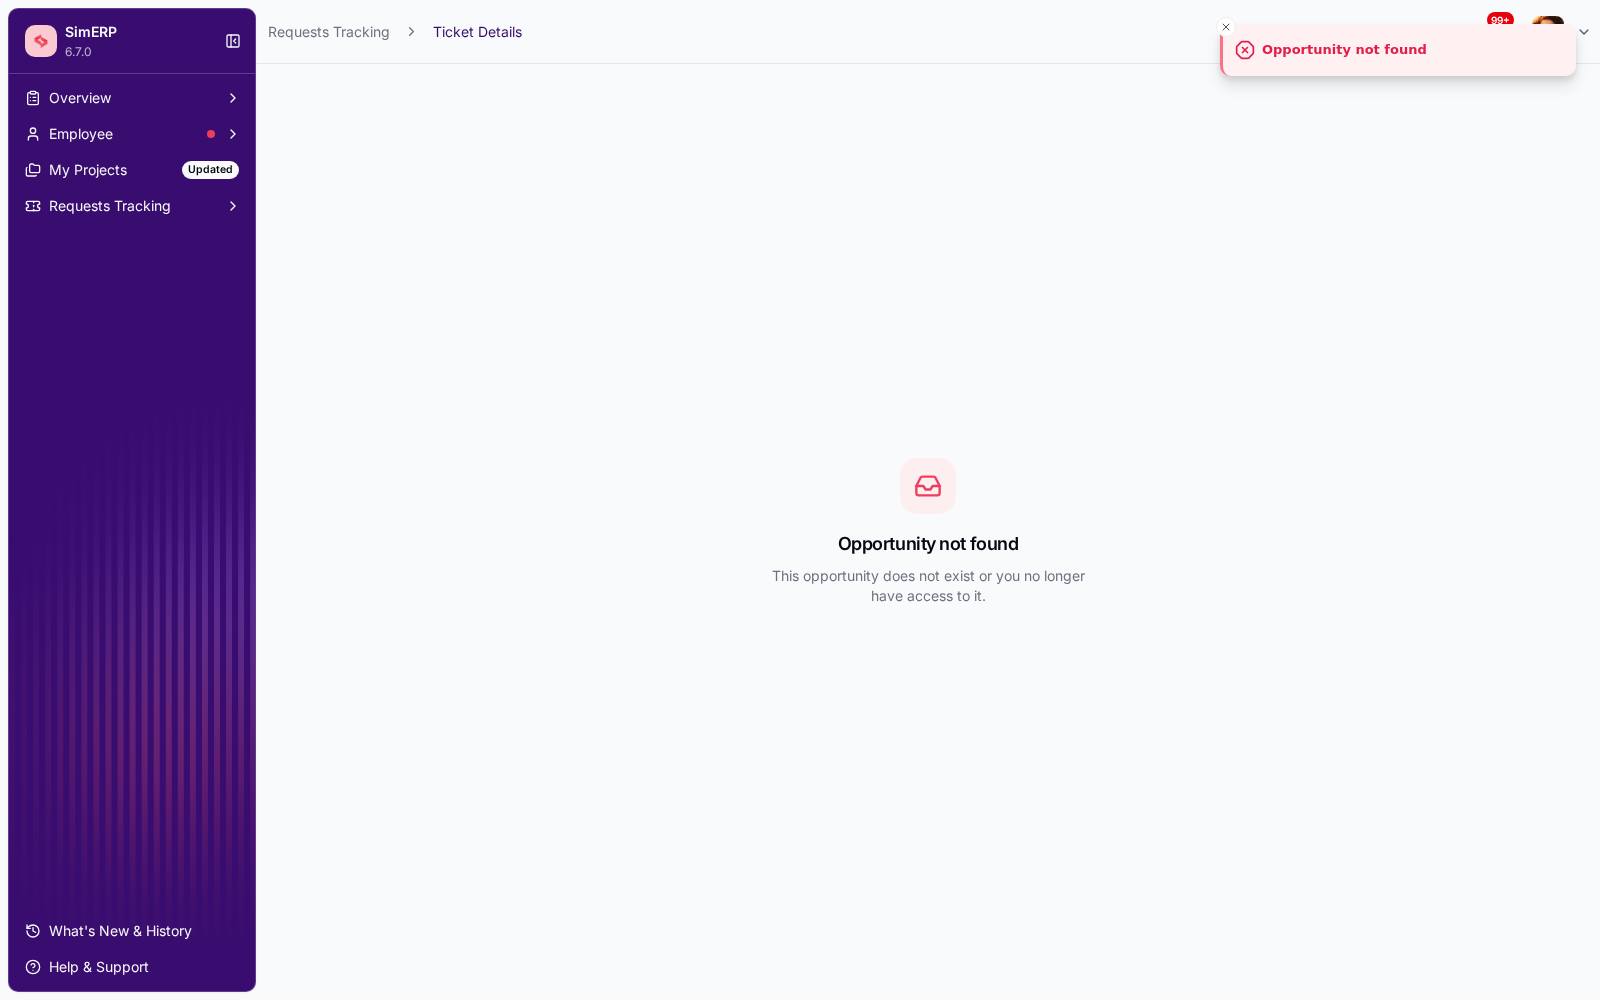 SimERP
6.7.0
Overview
Employee
My Projects
Updated
Requests Tracking
What's New & History
Help & Support
Requests Tracking
Ticket Details
99+
Opportunity not found
Opportunity not found
This opportunity does not exist or you no longer
have access to it.